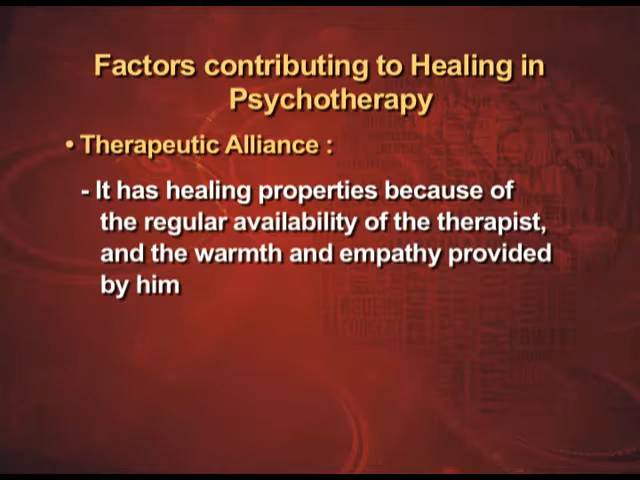 Factors contributing to Healing in
Psychotherapy
• Therapeutic Alliance :
- It has healing properties because of
the regular availability of the therapist,
and the warmth and empathy provided
by him